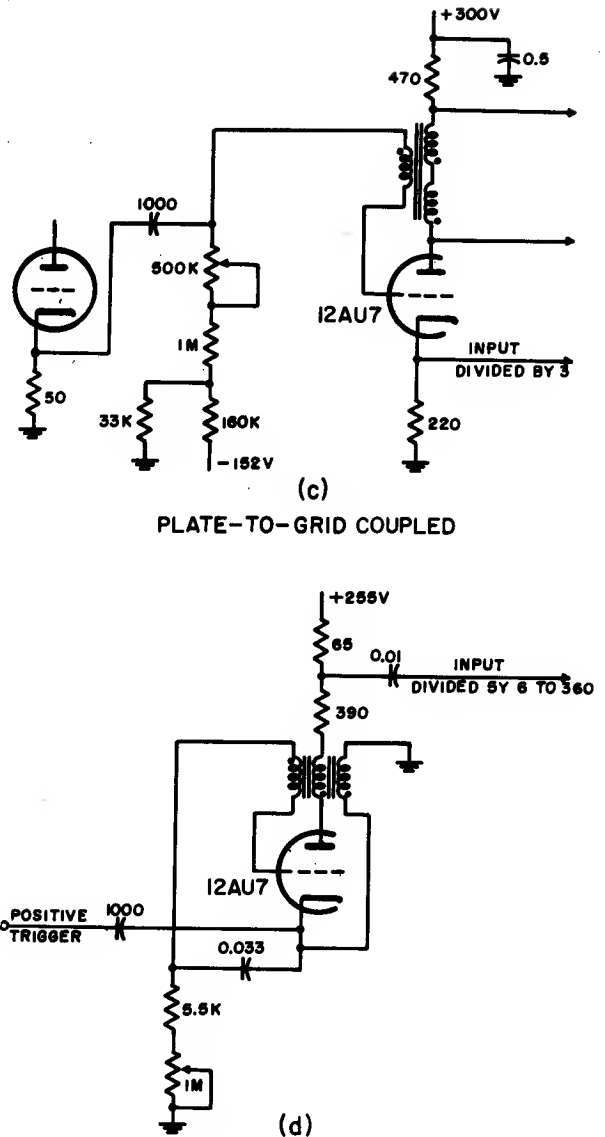 +300V
0.5
470
1000
500K
12AU7
1M
INPUT
DIVIDED BY 3
50
33K
160K
220
-152V
(c)
PLATE-TO-GRID COUPLED
+255V
65
0.01
INPUT
DIVIDED 5Y 6 TO 360
390
12AU7
POSITIVE
TRIGGER
1000
0.033
5.5K
1M
(d)